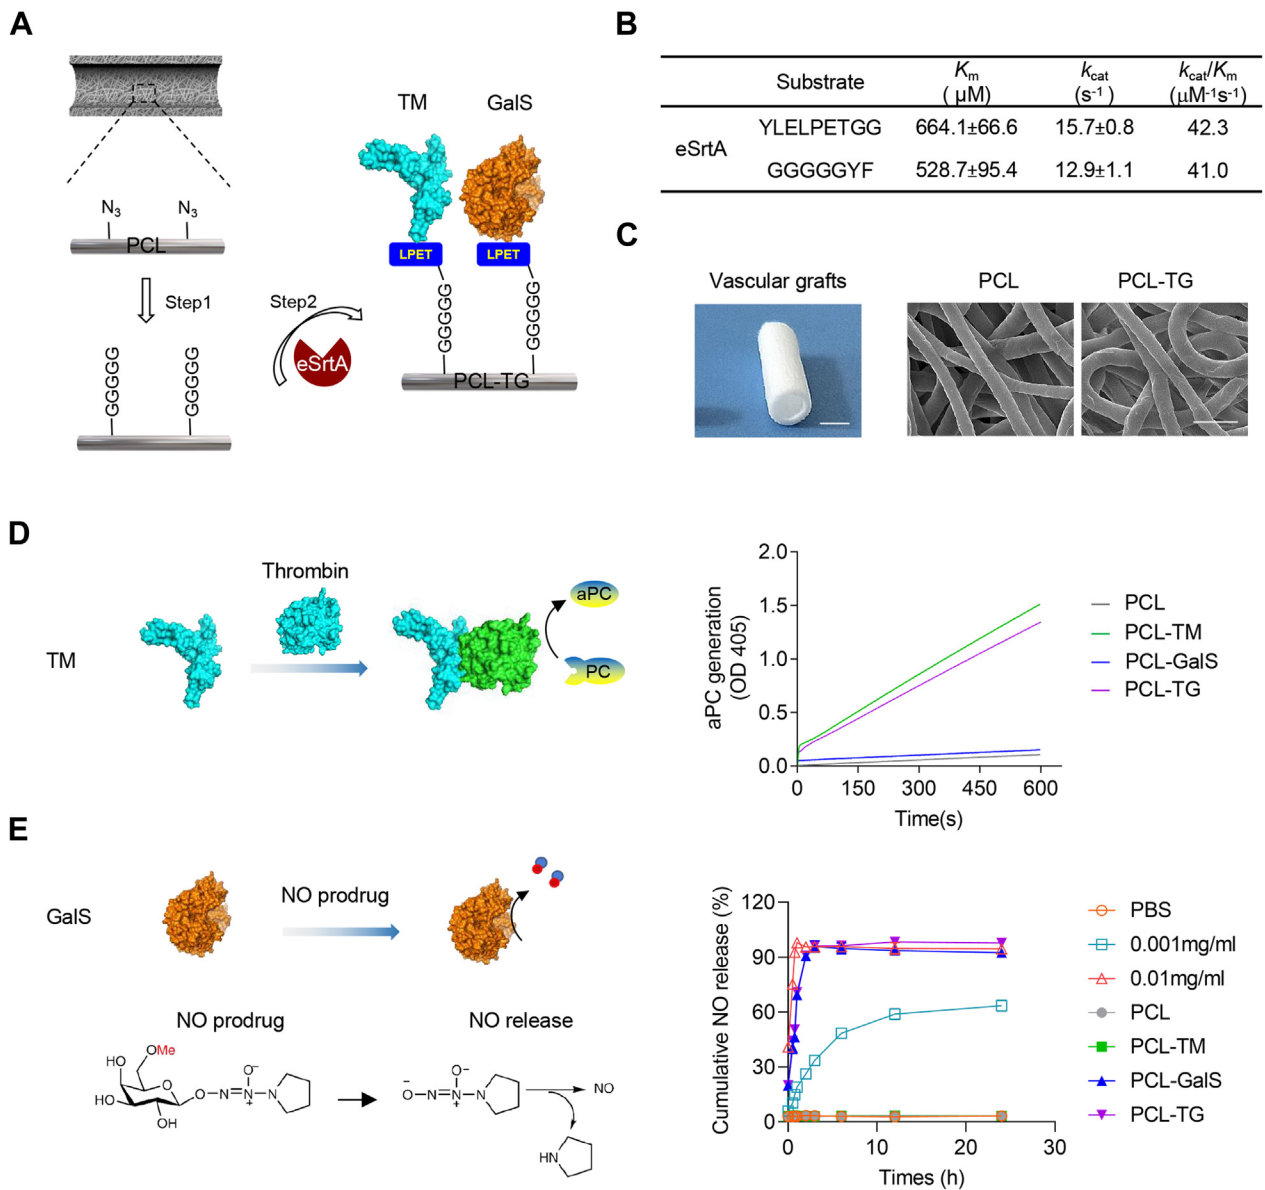 A
TM
GalS
N3
N3
PCL
Step1
Step2
eSrtA
LPET
LPET
GGGGG
GGGGG
GGGGG
GGGGG
PCL-TG
B
Substrate
Km
( µM)
kcat
(s-1 )
kcat/Km
(µM-1s-1)
eSrtA
YLELPETGG
664.1±66.6
15.7±0.8
42.3
GGGGGYF
528.7±95.4
12.9±1.1
41.0
C
Vascular grafts
PCL
PCL-TG
D
TM
Thrombin
aPC
PC
aPC generation
(OD 405)
2.0
1.5
1.0
0.5
0.0
0
150
300
450
600
Time(s)
PCL
PCL-TM
PCL-GalS
PCL-TG
E
GalS
NO prodrug
NO prodrug
NO release
OMe
HO
HO
O
OH
O
N
N
+
O−
N
−
O
N
N
+
O−
N
NO
HN
Cumulative NO release (%)
120
90
60
30
0
0
10
20
30
Times (h)
PBS
0.001mg/ml
0.01mg/ml
PCL
PCL-TM
PCL-GalS
PCL-TG